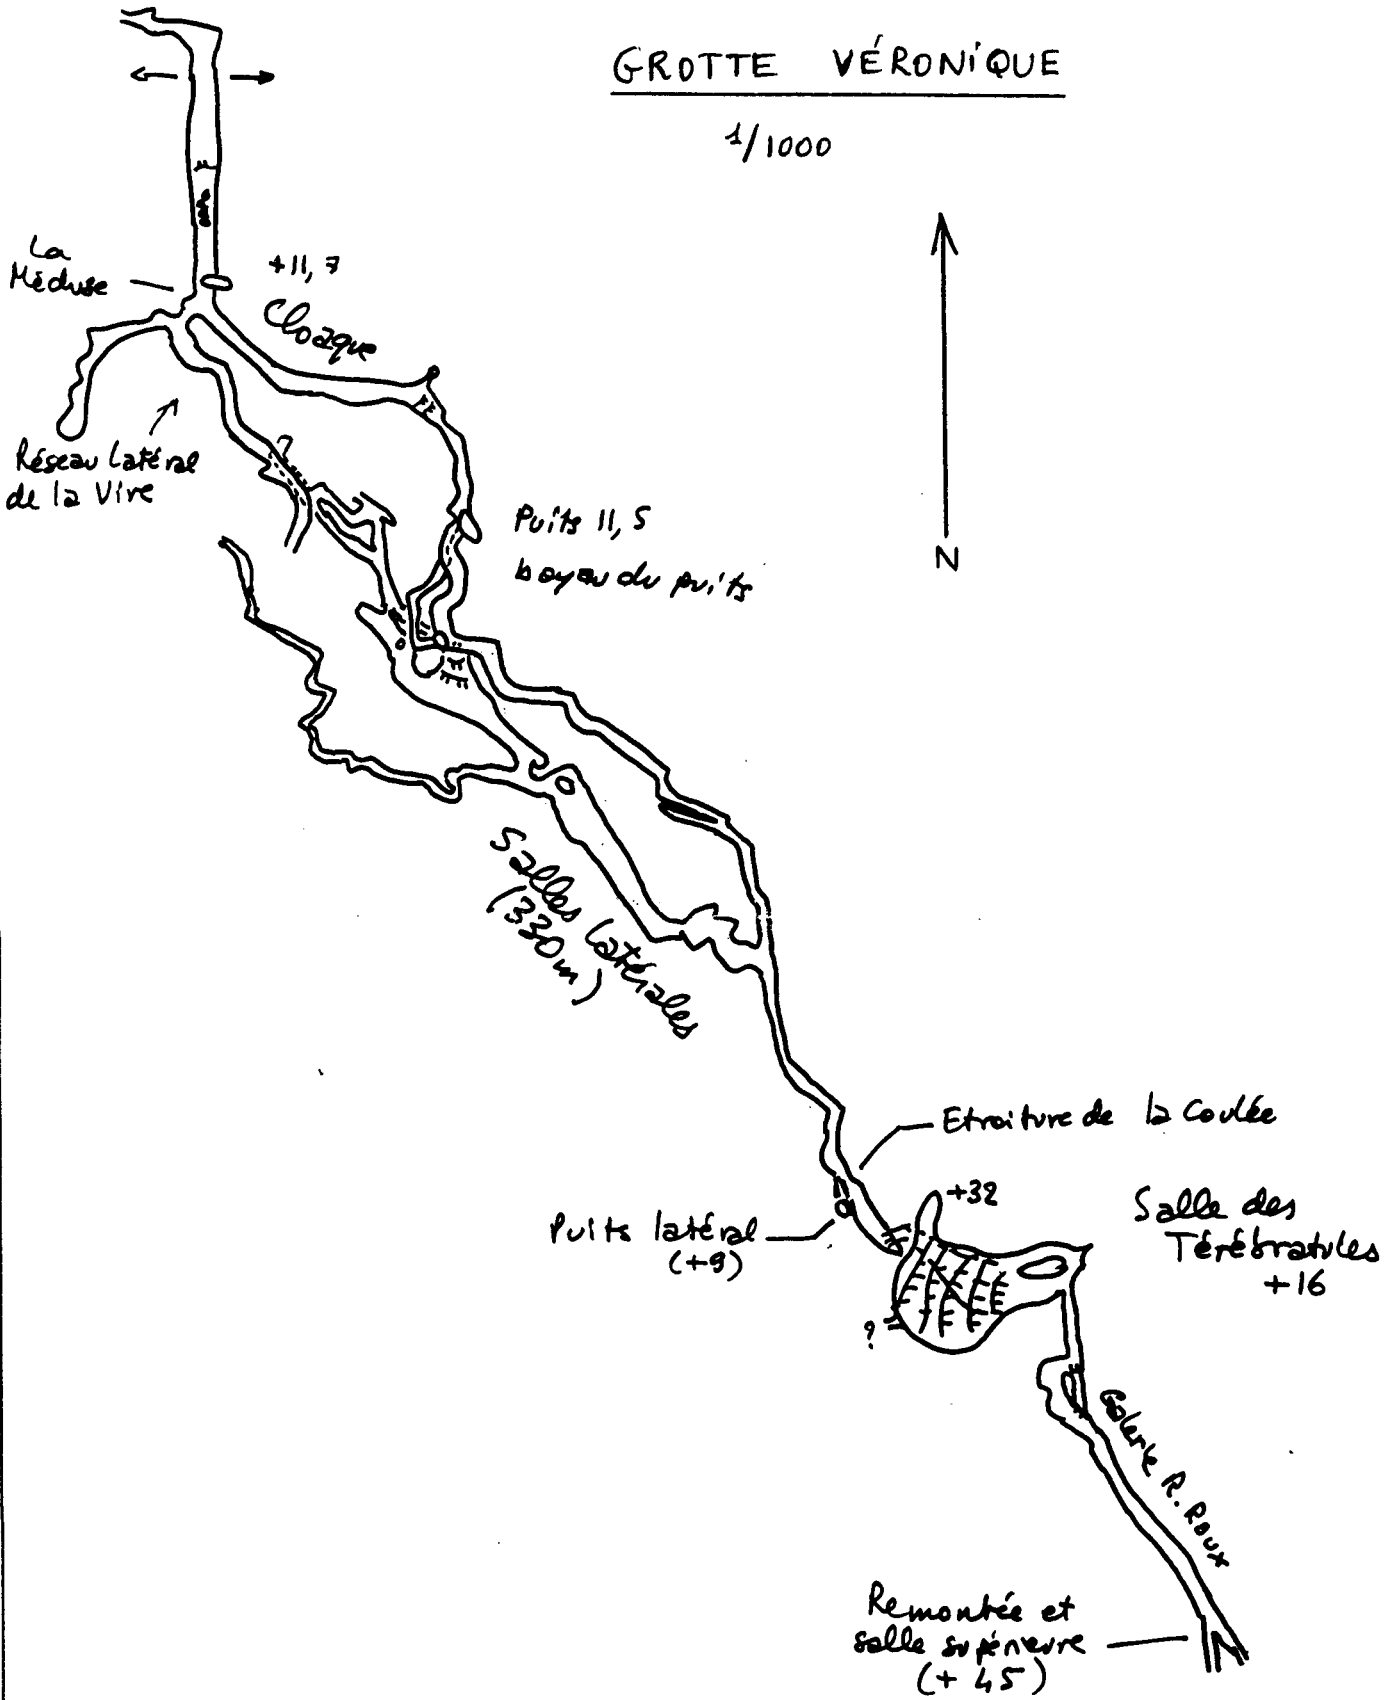 GROTTE VÉRONIQUE
1/1000
La
Méduse
+11,7
Cloaque
Réseau latéral
de la Vire
?
Puits 11,5
boyau du puits
N
Salles latérales
(330m)
Etroiture de la Coulée
+32
Salle des
Térébratules
+16
Puits latéral
(+9)
?
Galerie R. Roux
Remontée et
salle supérieure
(+45)